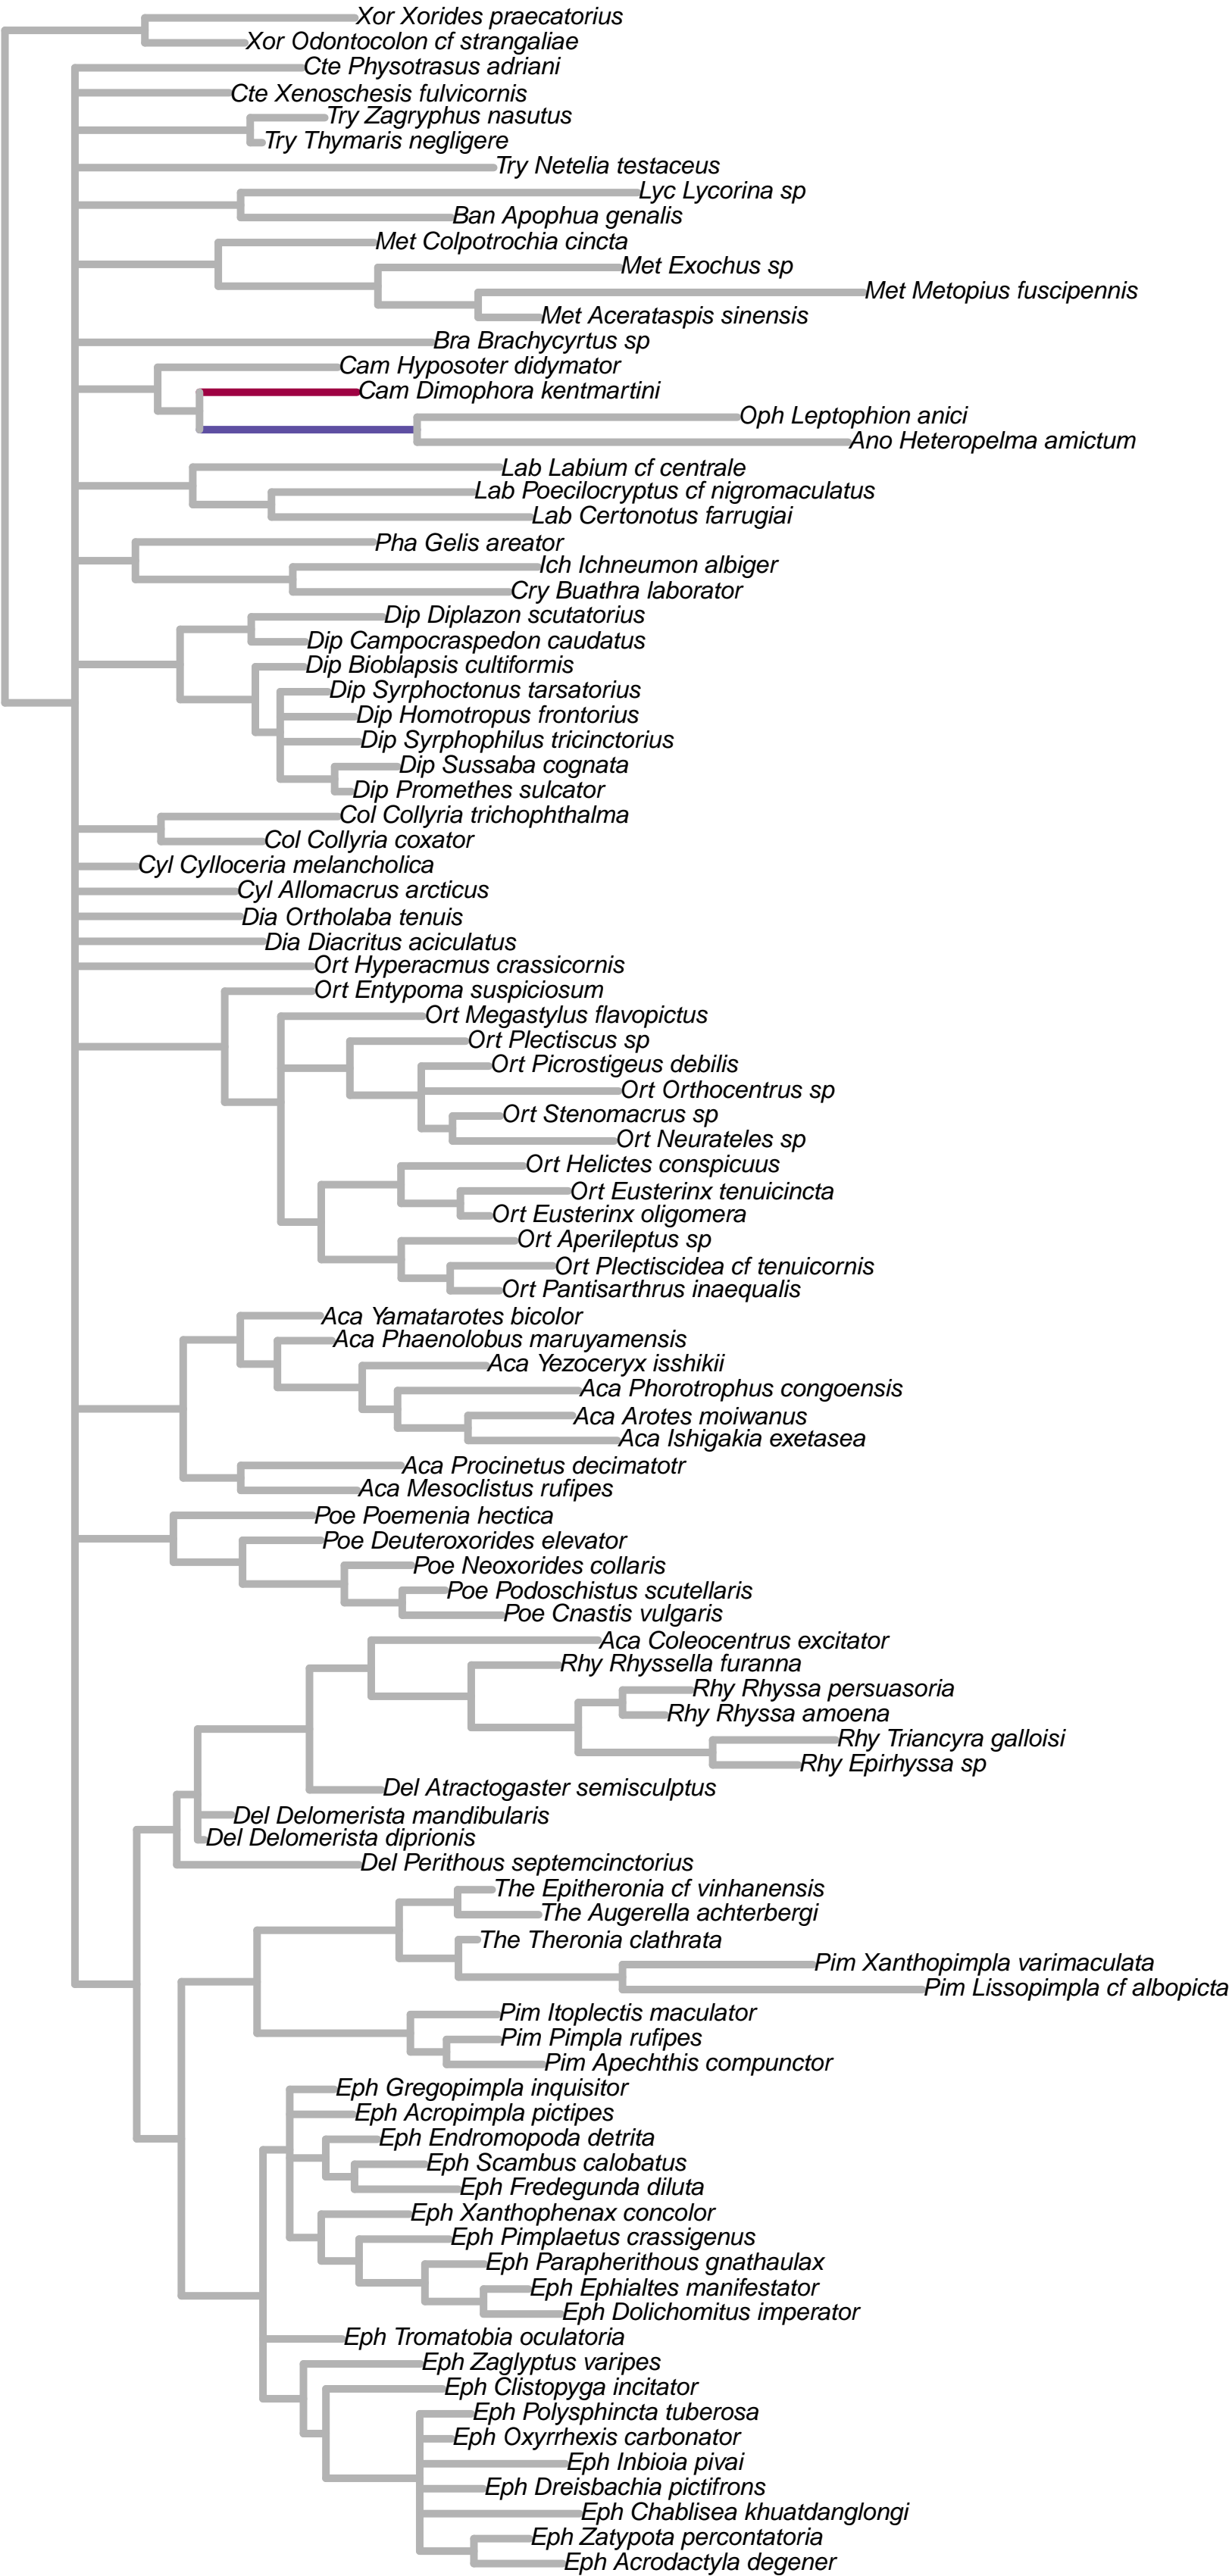 Xor Xorides praecatorius
Xor Odontocolon cf strangaliae
Cte Physotrasus adriani
Cte Xenoschesis fulvicornis
Try Zagryphus nasutus
Try Thymaris negligere
Try Netelia testaceus
Lyc Lycorina sp
Ban Apophua genalis
Met Colpotrochia cincta
Met Exochus sp
Met Metopius fuscipennis
Met Acerataspis sinensis
Bra Brachycyrtus sp
Cam Hyposoter didymator
Cam Dimophora kentmartini
Oph Leptophion anici
Ano Heteropelma amictum
Lab Labium cf centrale
Lab Poecilocryptus cf nigromaculatus
Lab Certonotus farrugiai
Pha Gelis areator
Ich Ichneumon albiger
Cry Buathra laborator
Dip Diplazon scutatorius
Dip Campocraspedon caudatus
Dip Bioblapsis cultiformis
Dip Syrphoctonus tarsatorius
Dip Homotropus frontorius
Dip Syrphophilus tricinctorius
Dip Sussaba cognata
Dip Promethes sulcator
Col Collyria trichophthalma
Col Collyria coxator
Cyl Cylloceria melancholica
Cyl Allomacrus arcticus
Dia Ortholaba tenuis
Dia Diacritus aciculatus
Ort Hyperacmus crassicornis
Ort Entypoma suspiciosum
Ort Megastylus flavopictus
Ort Plectiscus sp
Ort Picrostigeus debilis
Ort Orthocentrus sp
Ort Stenomacrus sp
Ort Neurateles sp
Ort Helictes conspicuus
Ort Eusterinx tenuicincta
Ort Eusterinx oligomera
Ort Aperileptus sp
Ort Plectiscidea cf tenuicornis
Ort Pantisarthrus inaequalis
Aca Yamatarotes bicolor
Aca Phaenolobus maruyamensis
Aca Yezoceryx isshikii
Aca Phorotrophus congoensis
Aca Arotes moiwanus
Aca Ishigakia exetasea
Aca Procinetus decimatotr
Aca Mesoclistus rufipes
Poe Poemenia hectica
Poe Deuteroxorides elevator
Poe Neoxorides collaris
Poe Podoschistus scutellaris
Poe Cnastis vulgaris
Aca Coleocentrus excitator
Rhy Rhyssella furanna
Rhy Rhyssa persuasoria
Rhy Rhyssa amoena
Rhy Triancyra galloisi
Rhy Epirhyssa sp
Del Atractogaster semisculptus
Del Delomerista mandibularis
Del Delomerista diprionis
Del Perithous septemcinctorius
The Epitheronia cf vinhanensis
The Augerella achterbergi
The Theronia clathrata
Pim Xanthopimpla varimaculata
Pim Lissopimpla cf albopicta
Pim Itoplectis maculator
Pim Pimpla rufipes
Pim Apechthis compunctor
Eph Gregopimpla inquisitor
Eph Acropimpla pictipes
Eph Endromopoda detrita
Eph Scambus calobatus
Eph Fredegunda diluta
Eph Xanthophenax concolor
Eph Pimplaetus crassigenus
Eph Parapherithous gnathaulax
Eph Ephialtes manifestator
Eph Dolichomitus imperator
Eph Tromatobia oculatoria
Eph Zaglyptus varipes
Eph Clistopyga incitator
Eph Polysphincta tuberosa
Eph Oxyrrhexis carbonator
Eph Inbioia pivai
Eph Dreisbachia pictifrons
Eph Chablisea khuatdanglongi
Eph Zatypota percontatoria
Eph Acrodactyla degener